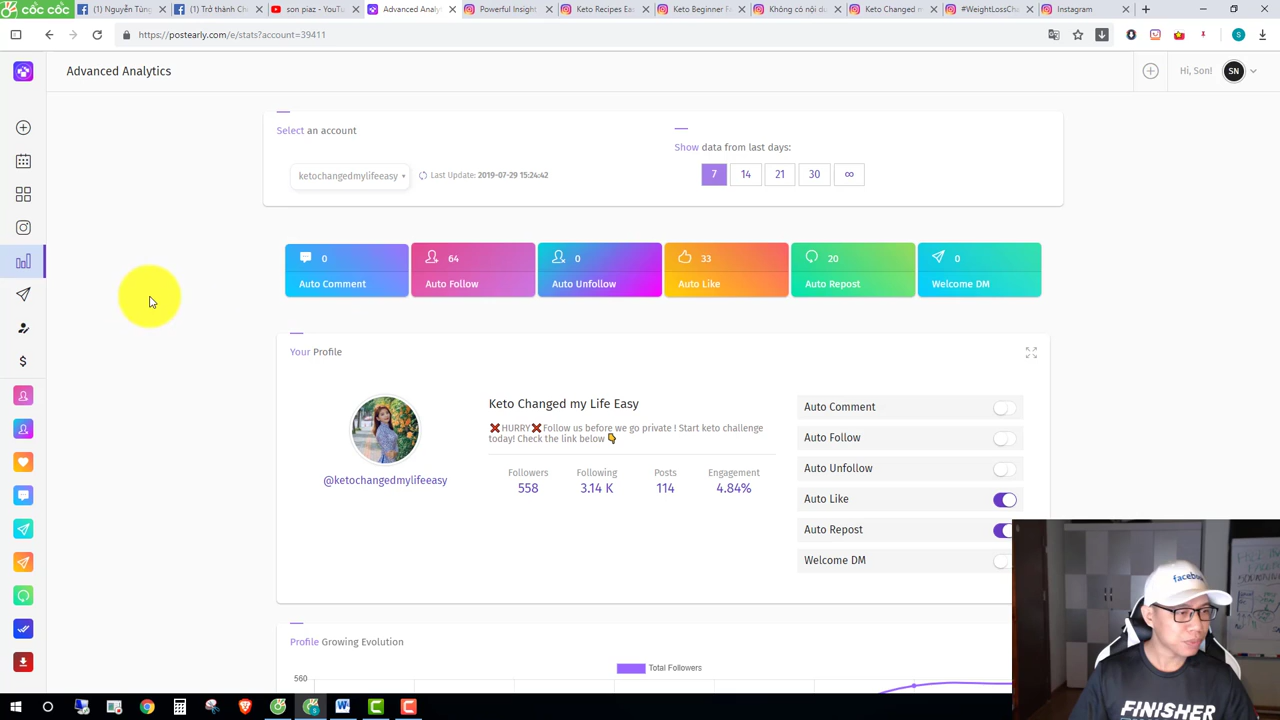 cốc cốc
(1) Nguyễn Tùng
(1) Trở thành Ch
son piaz - YouTu
Advanced Analyt
Powerful Insight
Keto Recipes Eas
Keto Beginner R
Không có nội du
Keto Changed m
#WeightLossCha
Instagram
https://postearly.com/e/stats?account=39411
S
Advanced Analytics
Hi, Son!
SN
Select an account
Show data from last days:
ketochangedmylifeeasy
Last Update: 2019-07-29 15:24:42
7 14 21 30 ∞
0 64 0 33 20 0
Auto Comment Auto Follow Auto Unfollow Auto Like Auto Repost Welcome DM
Your Profile
Keto Changed my Life Easy
❌HURRY❌Follow us before we go private ! Start keto challenge
today! Check the link below 👇
@ketochangedmylifeeasy
Followers Following Posts Engagement
558 3.14 K 114 4.84%
Auto Comment
Auto Follow
Auto Unfollow
Auto Like
Auto Repost
Welcome DM
Profile Growing Evolution
Total Followers
560
facebook
FINISHER